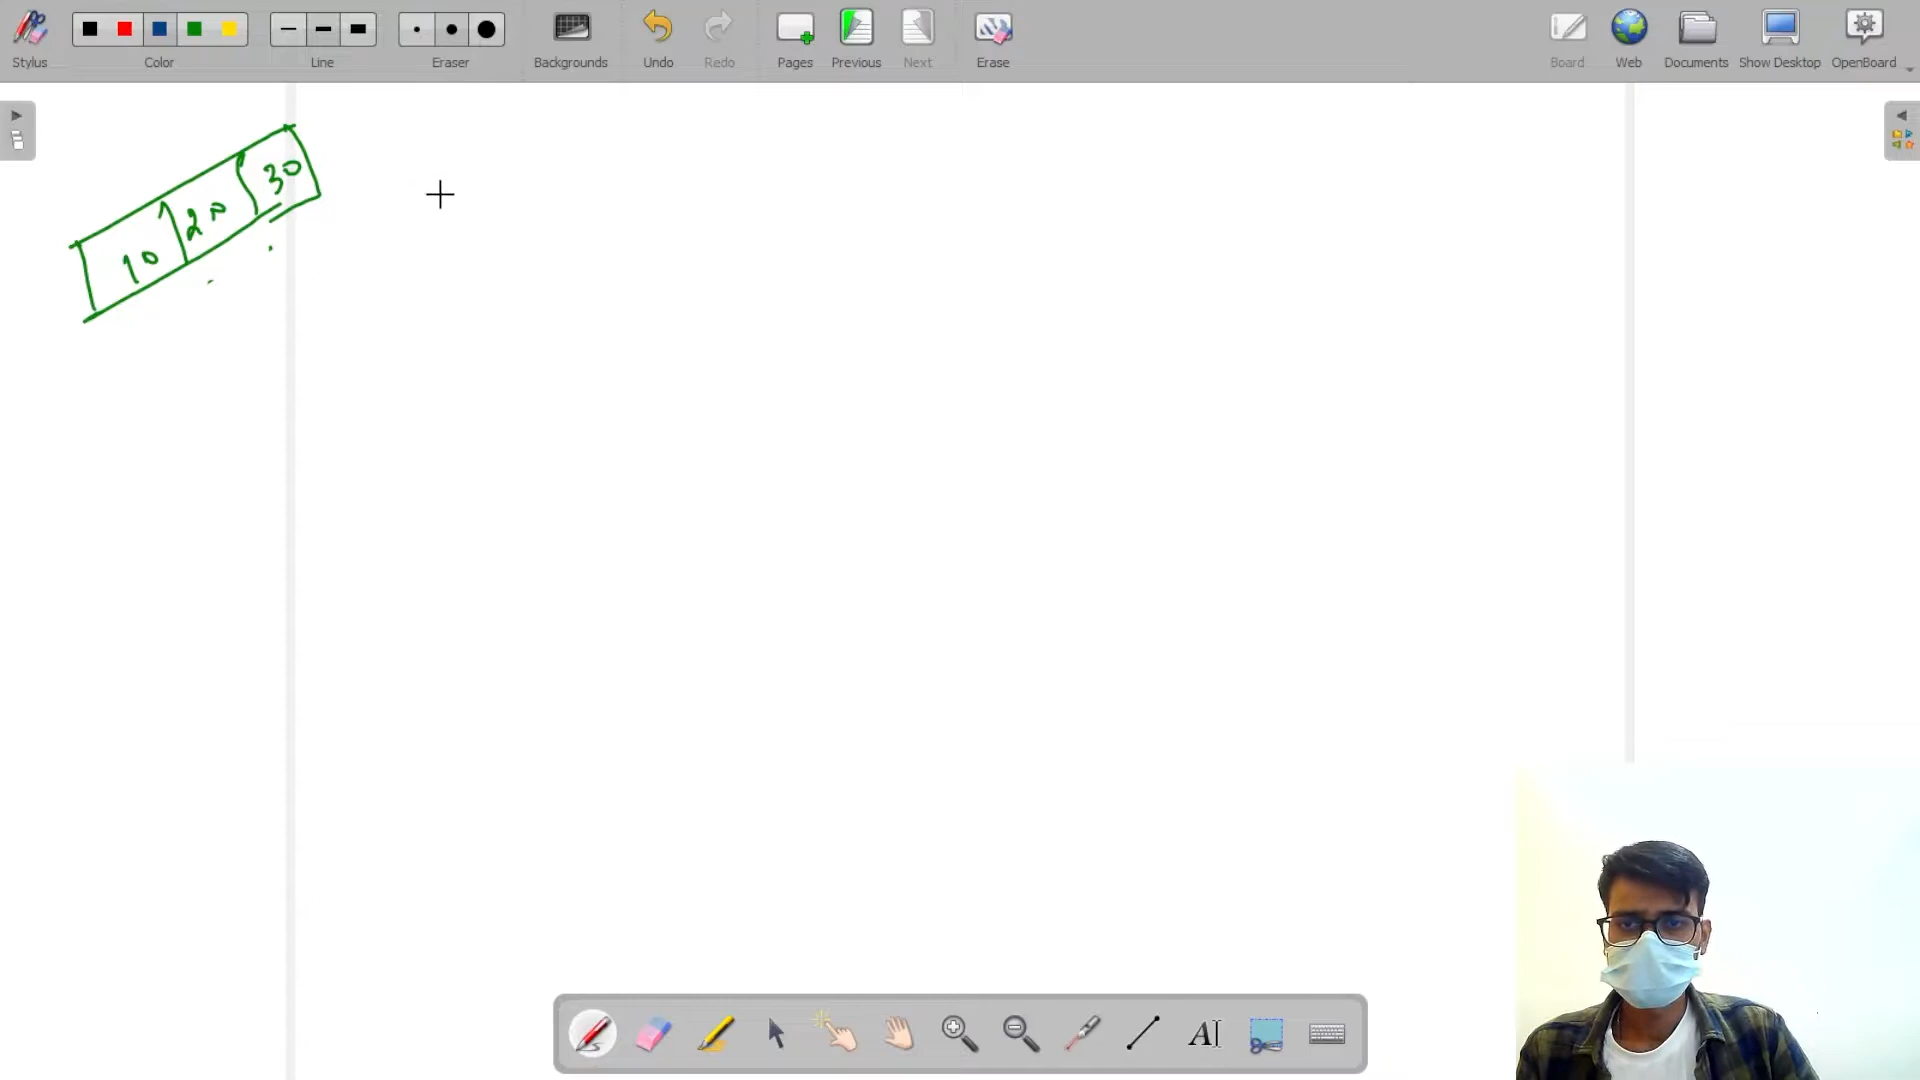 Stylus Color Line Eraser Backgrounds Undo Redo Pages Previous Next Erase Board Web Documents Show Desktop OpenBoard
10 20 30
A